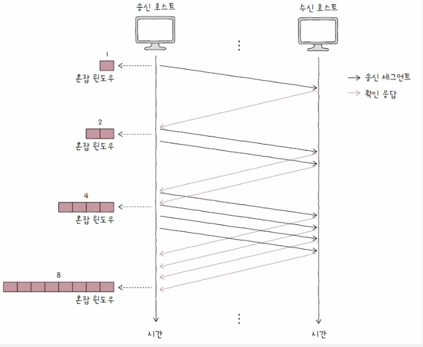 송신 호스트
수신 호스트
1
혼잡 윈도우
송신 세그먼트
확인 응답
2
혼잡 윈도우
4
혼잡 윈도우
8
혼잡 윈도우
시간
시간